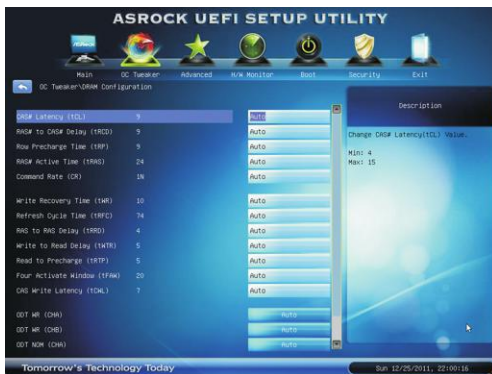 ASROCK UEFI SETUP UTILITY
Main OC Tweaker Advanced H/W Monitor Boot Security Exit
OC Tweaker\DRAM Configuration
Description
CAS# Latency (tCL) 9 Auto
Change CAS# Latency(tCL) Value.
RAS# to CAS# Delay (tRCD) 9 Auto
Min: 4
Row Precharge Time (tRP) 9 Auto
Max: 15
RAS# Active Time (tRAS) 24 Auto
Command Rate (CR) 1N Auto
Write Recovery Time (tWR) 10 Auto
Refresh Cycle Time (tRFC) 74 Auto
RAS to RAS Delay (tRRD) 4 Auto
Write to Read Delay (tWTR) 5 Auto
Read to Precharge (tRTP) 5 Auto
Four Activate Window (tFAW) 20 Auto
CAS Write Latency (tCWL) 7 Auto
ODT WR (CHA) Auto
ODT WR (CHB) Auto
ODT NOM (CHA) Auto
Tomorrow's Technology Today
Sun 12/25/2011, 22:00:16